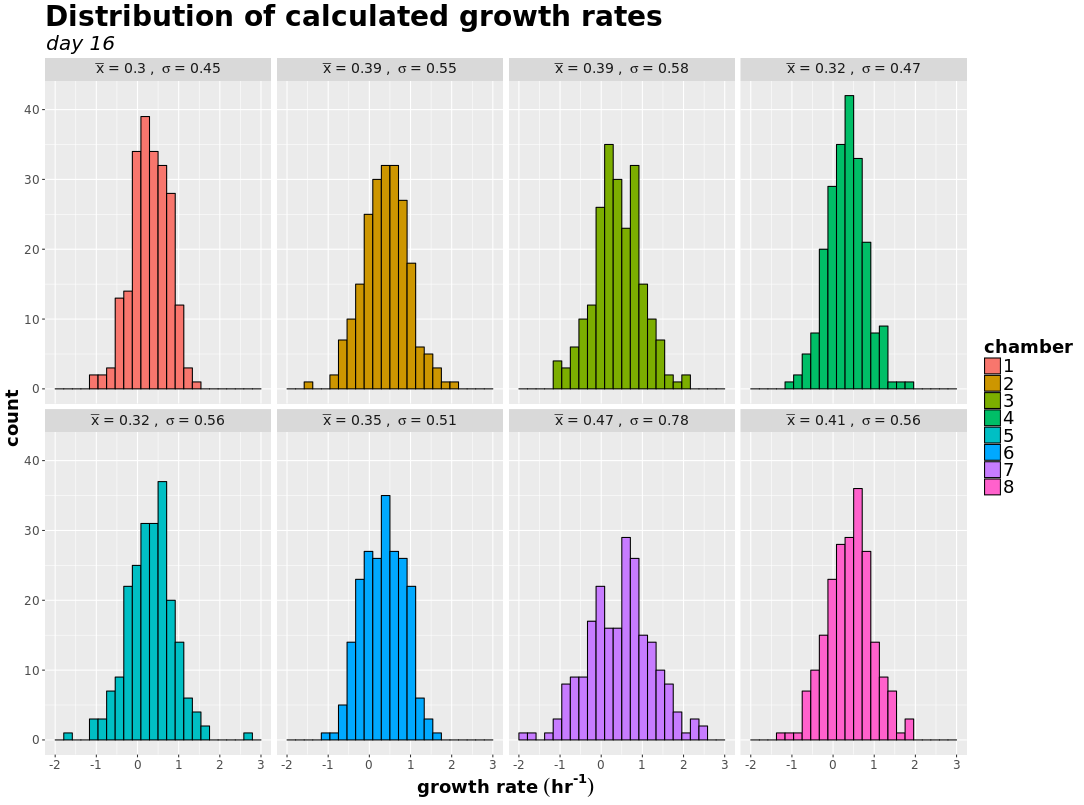 Distribution of calculated growth rates
day 16
x̅ = 0.3 , σ = 0.45
x̅ = 0.39 , σ = 0.55
x̅ = 0.39 , σ = 0.58
x̅ = 0.32 , σ = 0.47
40
30
20
10
0
x̅ = 0.32 , σ = 0.56
x̅ = 0.35 , σ = 0.51
x̅ = 0.47 , σ = 0.78
x̅ = 0.41 , σ = 0.56
40
30
20
10
0
-2 -1 0 1 2 3
-2 -1 0 1 2 3
-2 -1 0 1 2 3
-2 -1 0 1 2 3
growth rate (hr⁻¹)
count
chamber
1
2
3
4
5
6
7
8